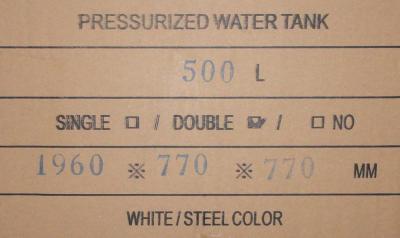 PRESSURIZED WATER TANK
500 L
SINGLE ☐ / DOUBLE ☑ / ☐ NO
1960 ※ 770 ※ 770 MM
WHITE / STEEL COLOR